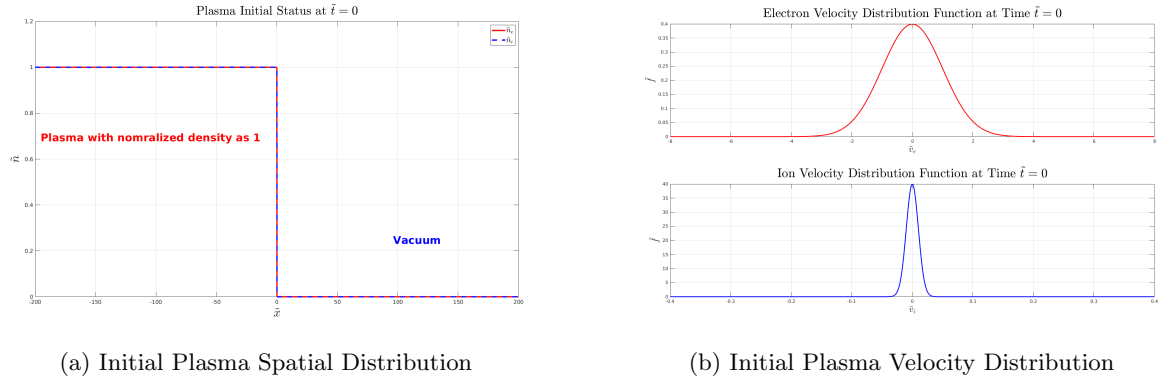 Plasma Initial Status at t̃ = 0
1.2
1
0.8
0.6
0.4
0.2
0
ñ
ñₑ
ñᵢ
Plasma with nomralized density as 1
Vacuum
-200 -150 -100 -50 0 50 100 150 200
x̃
(a) Initial Plasma Spatial Distribution
Electron Velocity Distribution Function at Time t̃ = 0
0.4
0.35
0.3
0.25
0.2
0.15
0.1
0.05
0
f̃
-8 -6 -4 -2 0 2 4 6 8
ṽₑ
Ion Velocity Distribution Function at Time t̃ = 0
40
35
30
25
20
15
10
5
0
f̃
-0.4 -0.3 -0.2 -0.1 0 0.1 0.2 0.3 0.4
ṽᵢ
(b) Initial Plasma Velocity Distribution